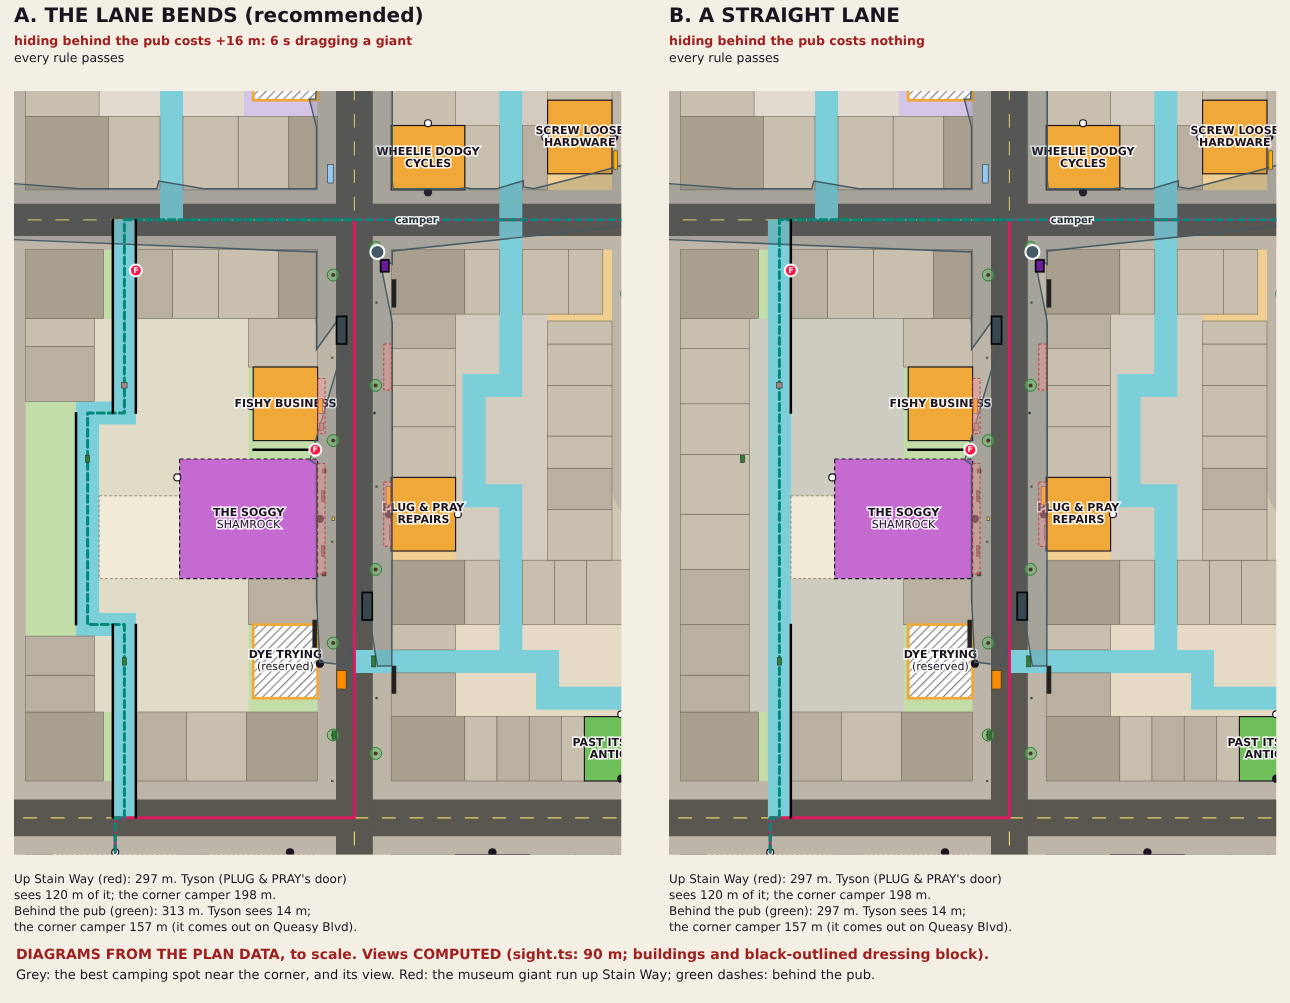 A. THE LANE BENDS (recommended)
hiding behind the pub costs +16 m: 6 s dragging a giant
every rule passes
WHEELIE DODGY
CYCLES
SCREW LOOSE
HARDWARE
camper
F
FISHY BUSINESS
F
THE SOGGY
SHAMROCK
PLUG & PRAY
REPAIRS
DYE TRYING
(reserved)
PAST ITS
ANTI
Up Stain Way (red): 297 m. Tyson (PLUG & PRAY's door)
sees 120 m of it; the corner camper 198 m.
Behind the pub (green): 313 m. Tyson sees 14 m;
the corner camper 157 m (it comes out on Queasy Blvd).
B. A STRAIGHT LANE
hiding behind the pub costs nothing
every rule passes
WHEELIE DODGY
CYCLES
SCREW LOOSE
HARDWARE
camper
F
FISHY BUSINESS
F
THE SOGGY
SHAMROCK
PLUG & PRAY
REPAIRS
DYE TRYING
(reserved)
PAST ITS
ANTI
Up Stain Way (red): 297 m. Tyson (PLUG & PRAY's door)
sees 120 m of it; the corner camper 198 m.
Behind the pub (green): 297 m. Tyson sees 14 m;
the corner camper 157 m (it comes out on Queasy Blvd).
DIAGRAMS FROM THE PLAN DATA, to scale. Views COMPUTED (sight.ts: 90 m; buildings and black-outlined dressing block).
Grey: the best camping spot near the corner, and its view. Red: the museum giant run up Stain Way; green dashes: behind the pub.